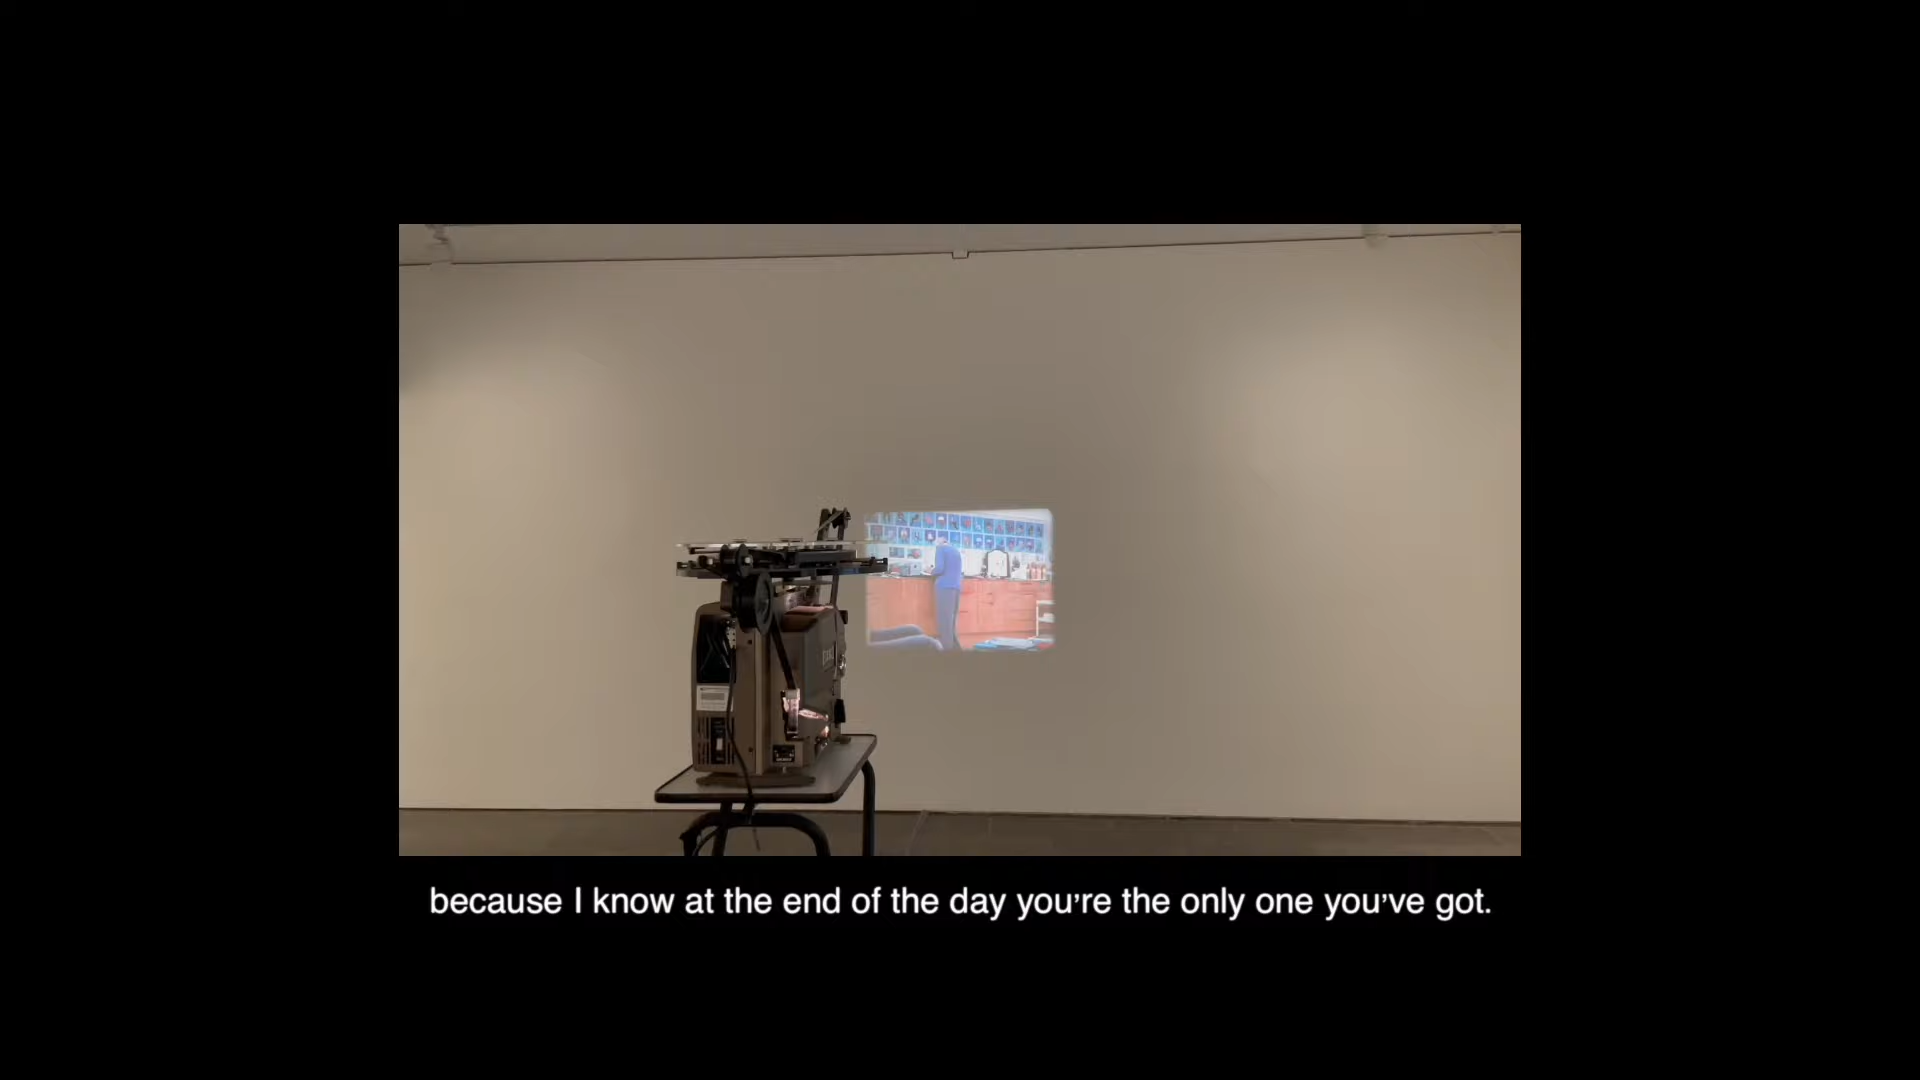 because I know at the end of the day you’re the only one you’ve got.